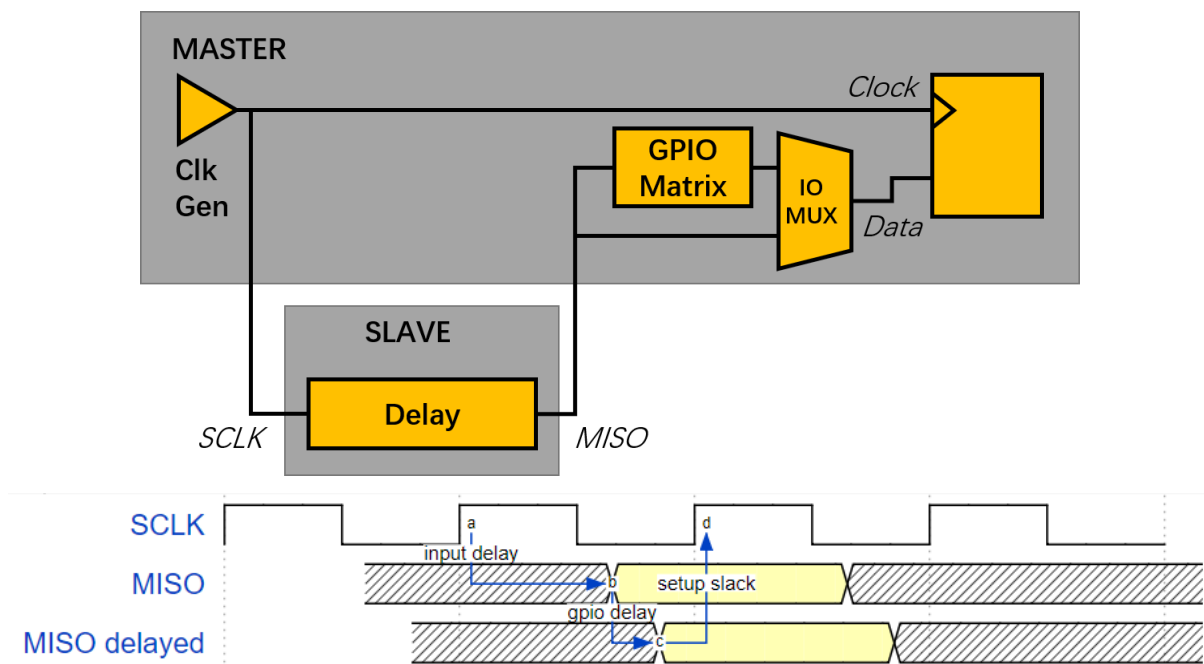 MASTER
Clk
Gen
Clock
GPIO
Matrix
IO
MUX
Data
SLAVE
Delay
SCLK
MISO
SCLK
a
d
input delay
MISO
b
setup slack
gpio delay
MISO delayed
c